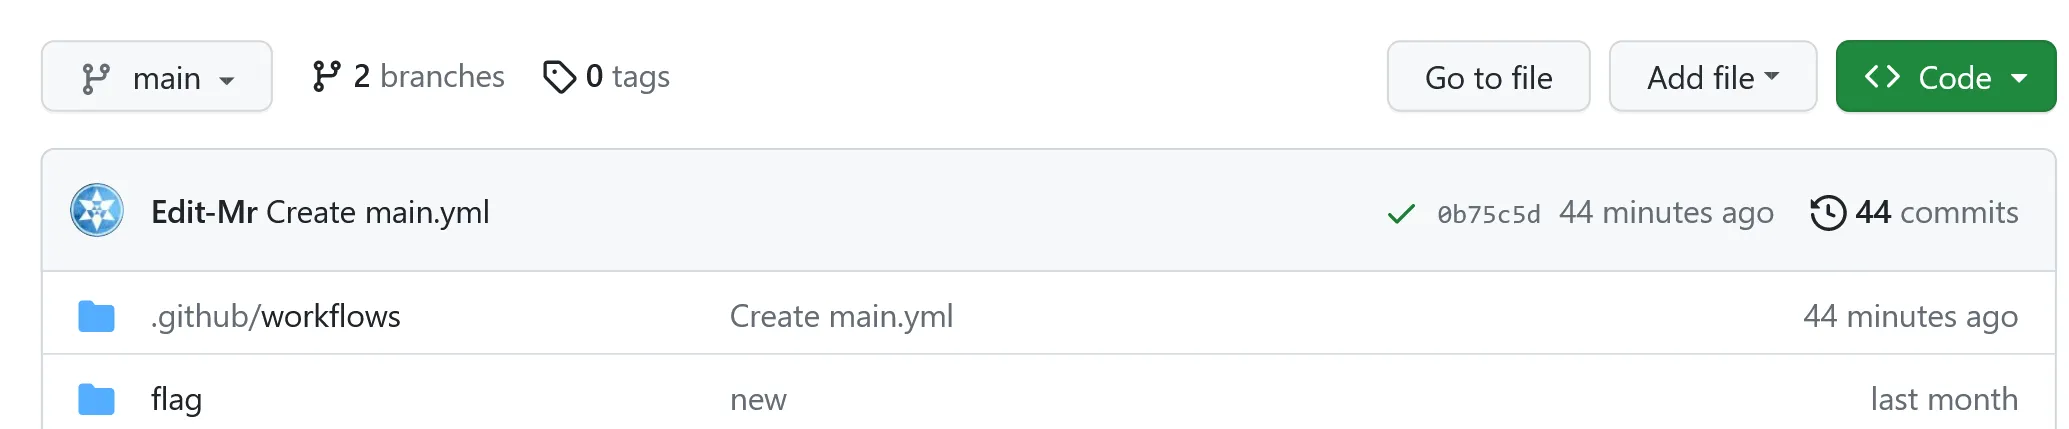 main 2 branches 0 tags Go to file Add file Code
Edit-Mr Create main.yml 0b75c5d 44 minutes ago 44 commits
.github/workflows Create main.yml 44 minutes ago
flag new last month